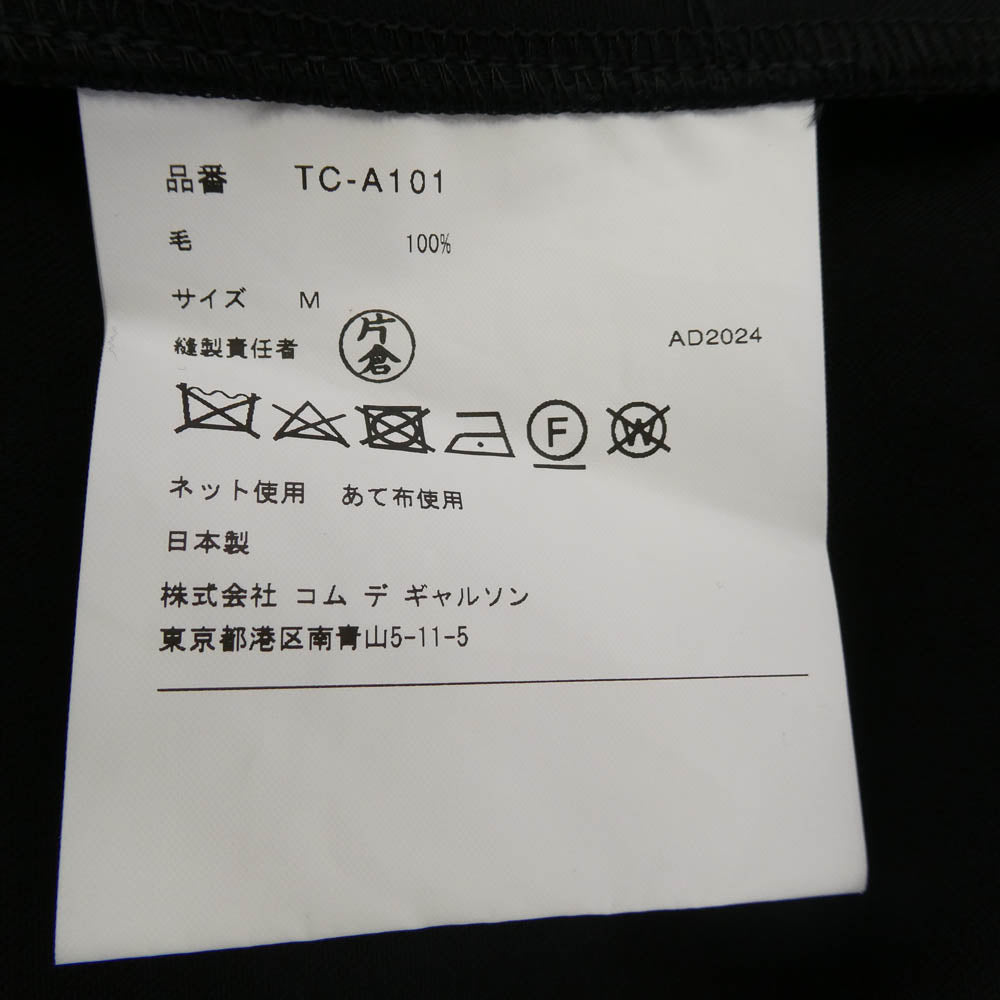 品番 TC-A101
毛 100%
サイズ M
縫製責任者 片倉 AD2024
F W
ネット使用 あて布使用
日本製
株式会社 コム デ ギャルソン
東京都港区南青山5-11-5